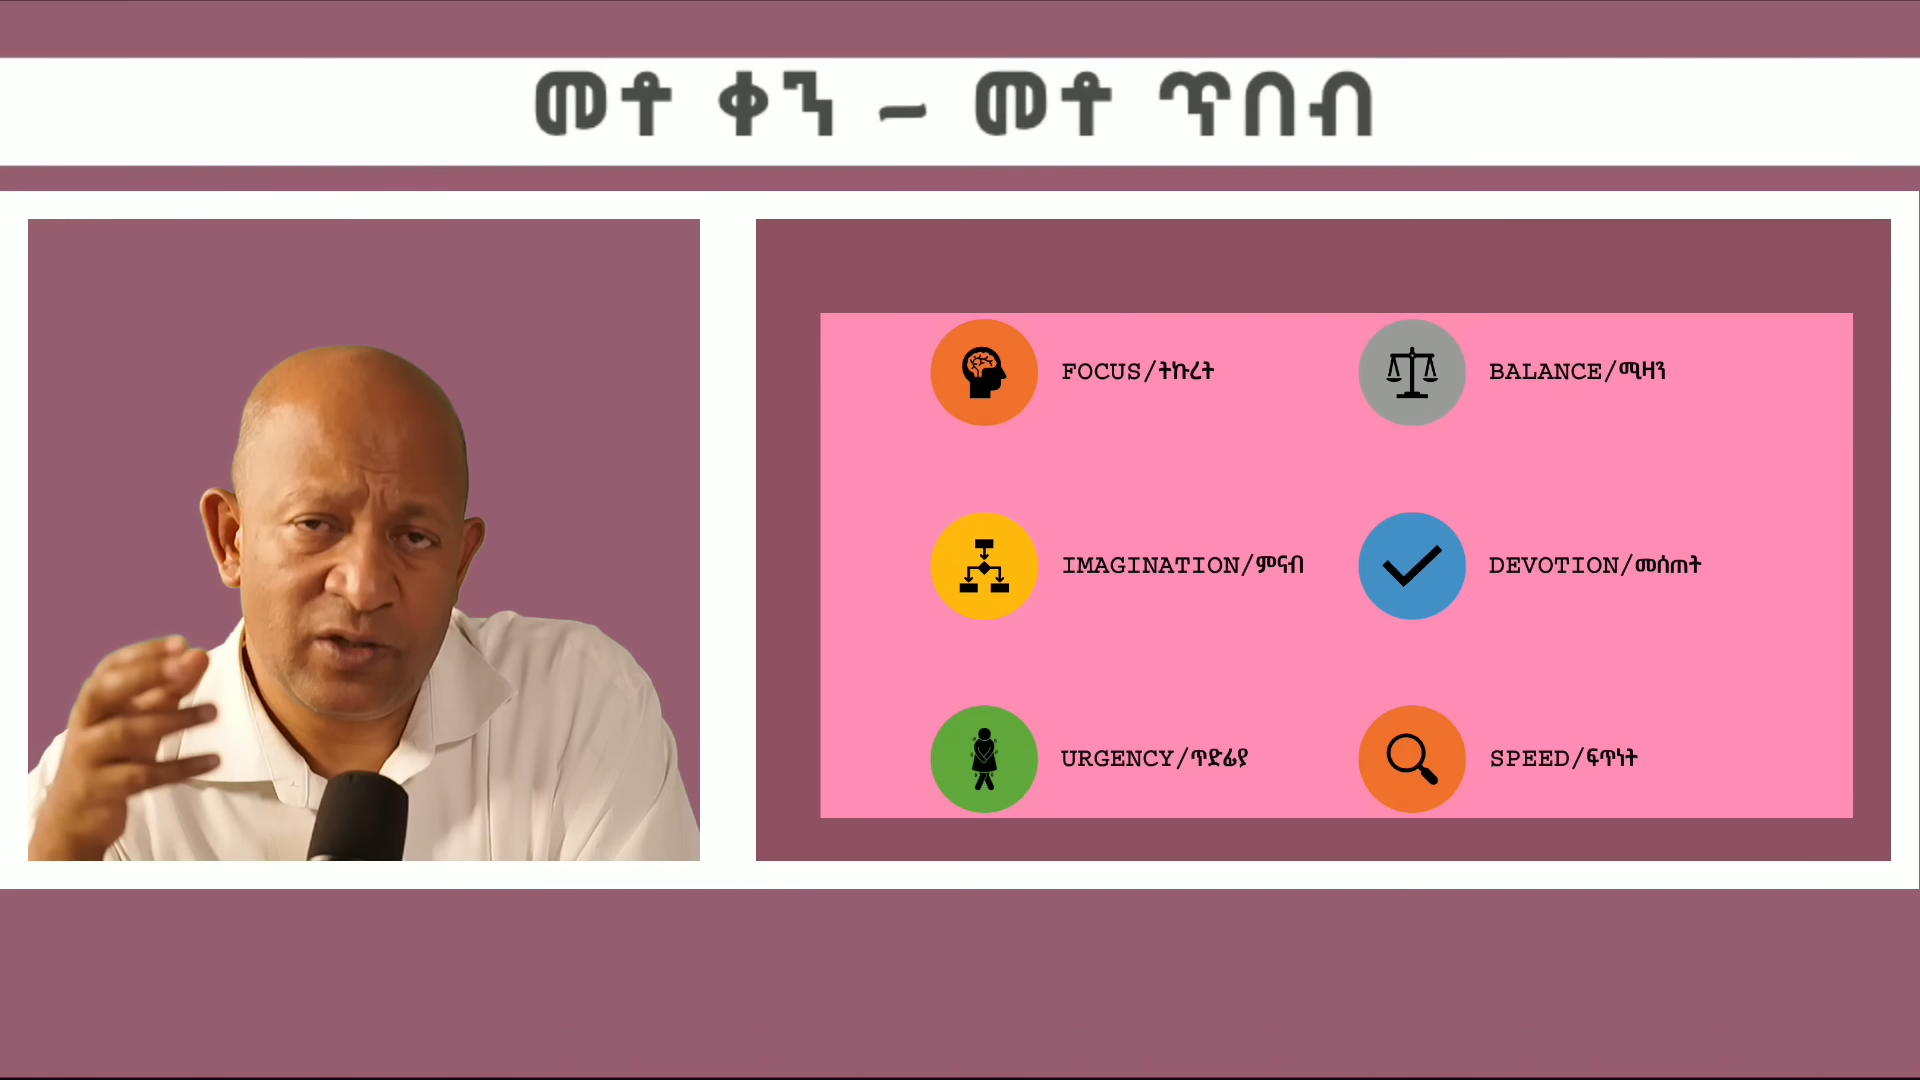 መቶ ቀን – መቶ ጥበብ
FOCUS/ትኩረት
BALANCE/ሚዛን
IMAGINATION/ምናብ
DEVOTION/መሰጠት
URGENCY/ጥድፊያ
SPEED/ፍጥነት